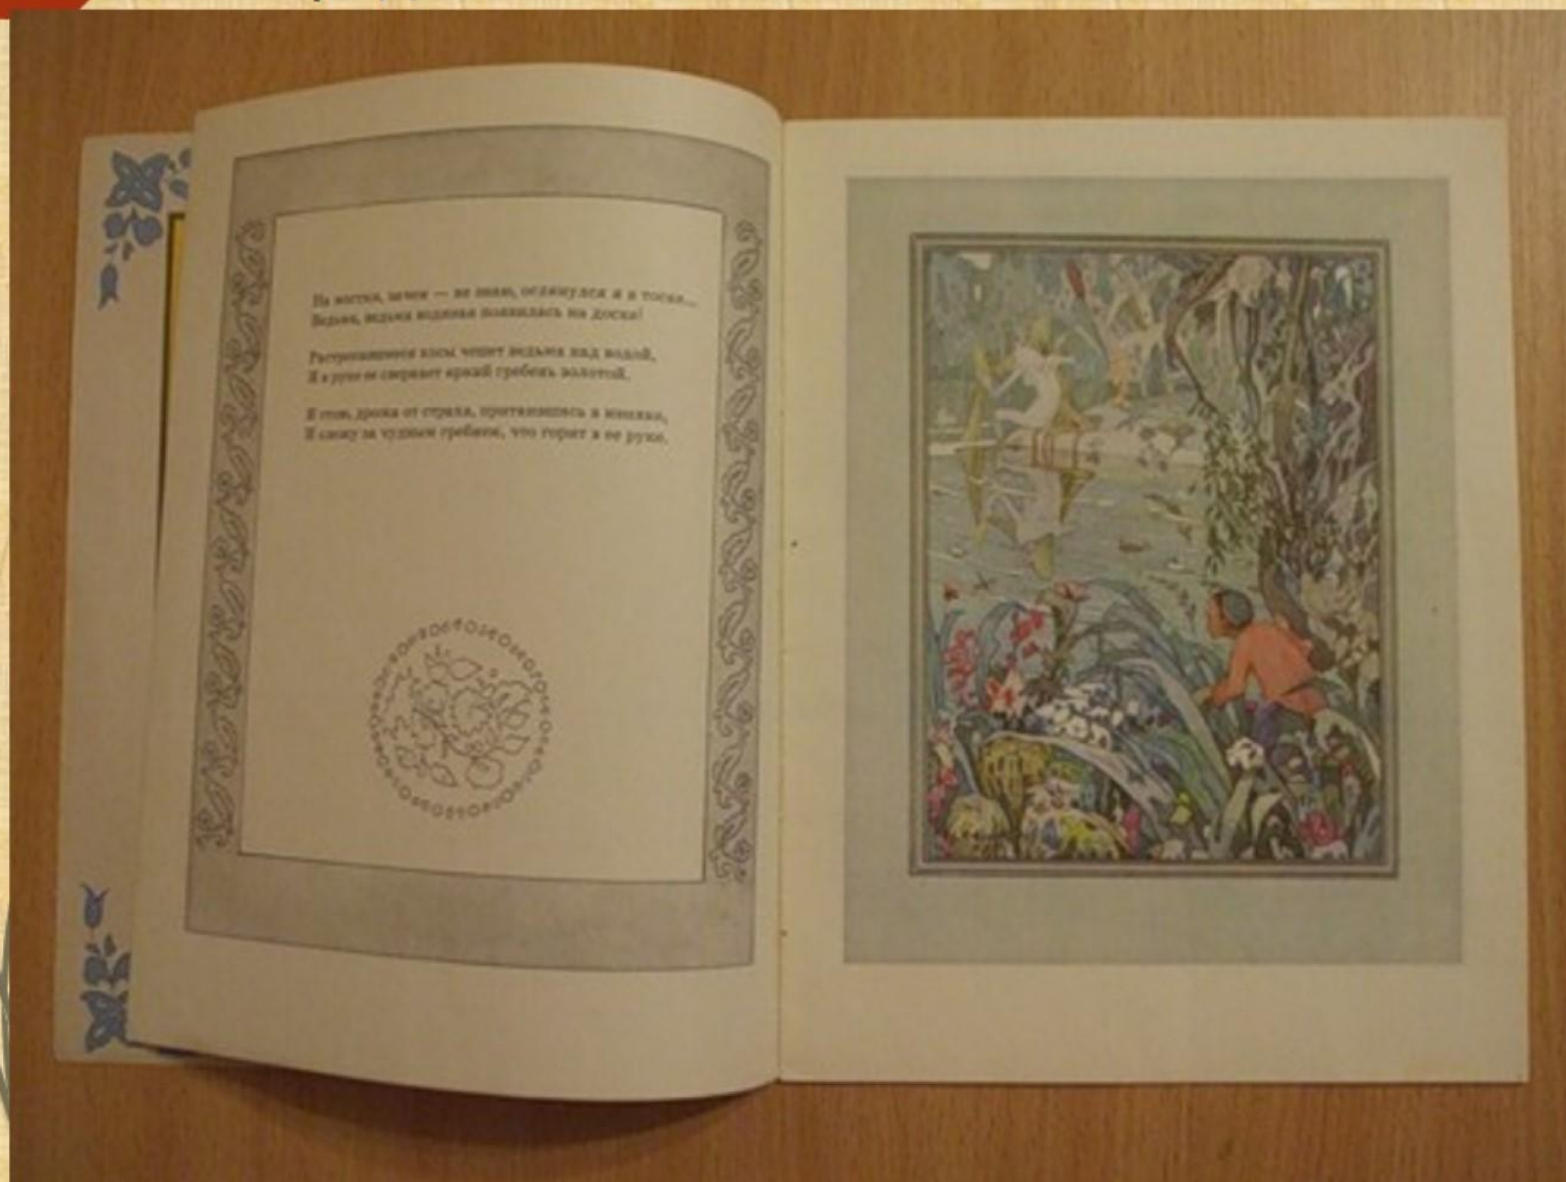 На мостки, зачем — не знаю, оглянулся я в тоске...
Ведьма, ведьма водяная появилась на доске!
Растрепавшиеся косы чешет ведьма над водой,
И в руке ее сверкает яркий гребень золотой.
Я стою, дрожа от страха, притаившись в ивняке,
И слежу за чудным гребнем, что горит в ее руке.